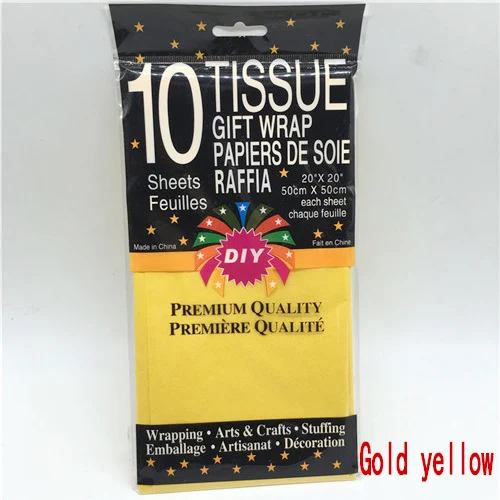 10 TISSUE
GIFT WRAP
PAPIERS DE SOIE
RAFFIA
Sheets
Feuilles
20"X 20"
50cm X 50cm
each sheet
chaque feuille
Made in China
Fait en Chine
DIY
PREMIUM QUALITY
PREMIÈRE QUALITÉ
Wrapping · Arts & Crafts · Stuffing
Emballage · Artisanat · Décoration
Gold yellow